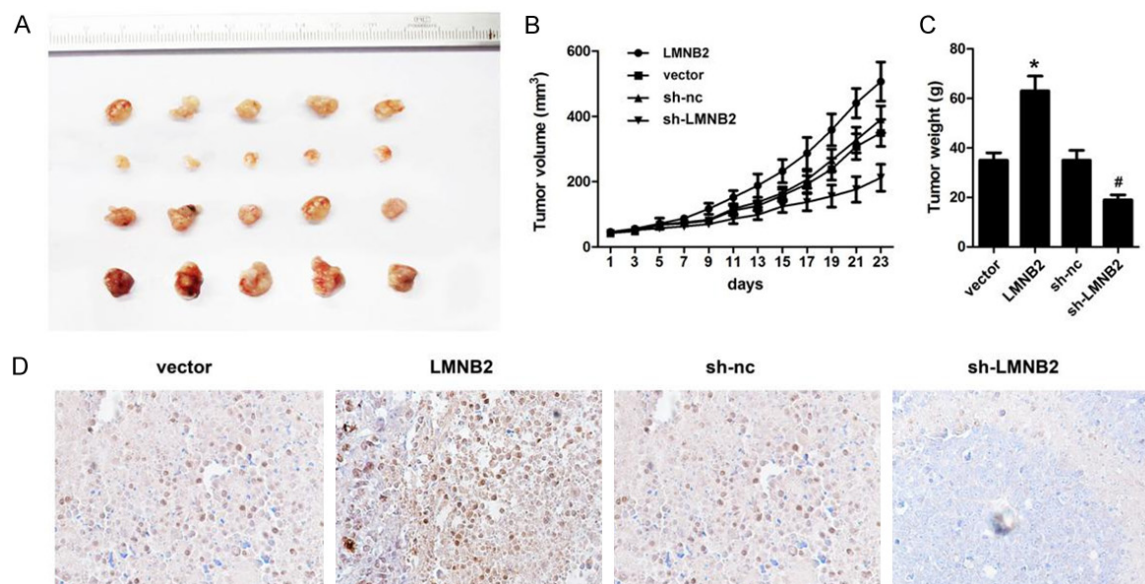 A
B
Tumor volume (mm³)
600
400
200
0
LMNB2
vector
sh-nc
sh-LMNB2
1 3 5 7 9 11 13 15 17 19 21 23
days
C
Tumor weight (g)
80
60
40
20
0
*
#
vector
LMNB2
sh-nc
sh-LMNB2
D
vector
LMNB2
sh-nc
sh-LMNB2